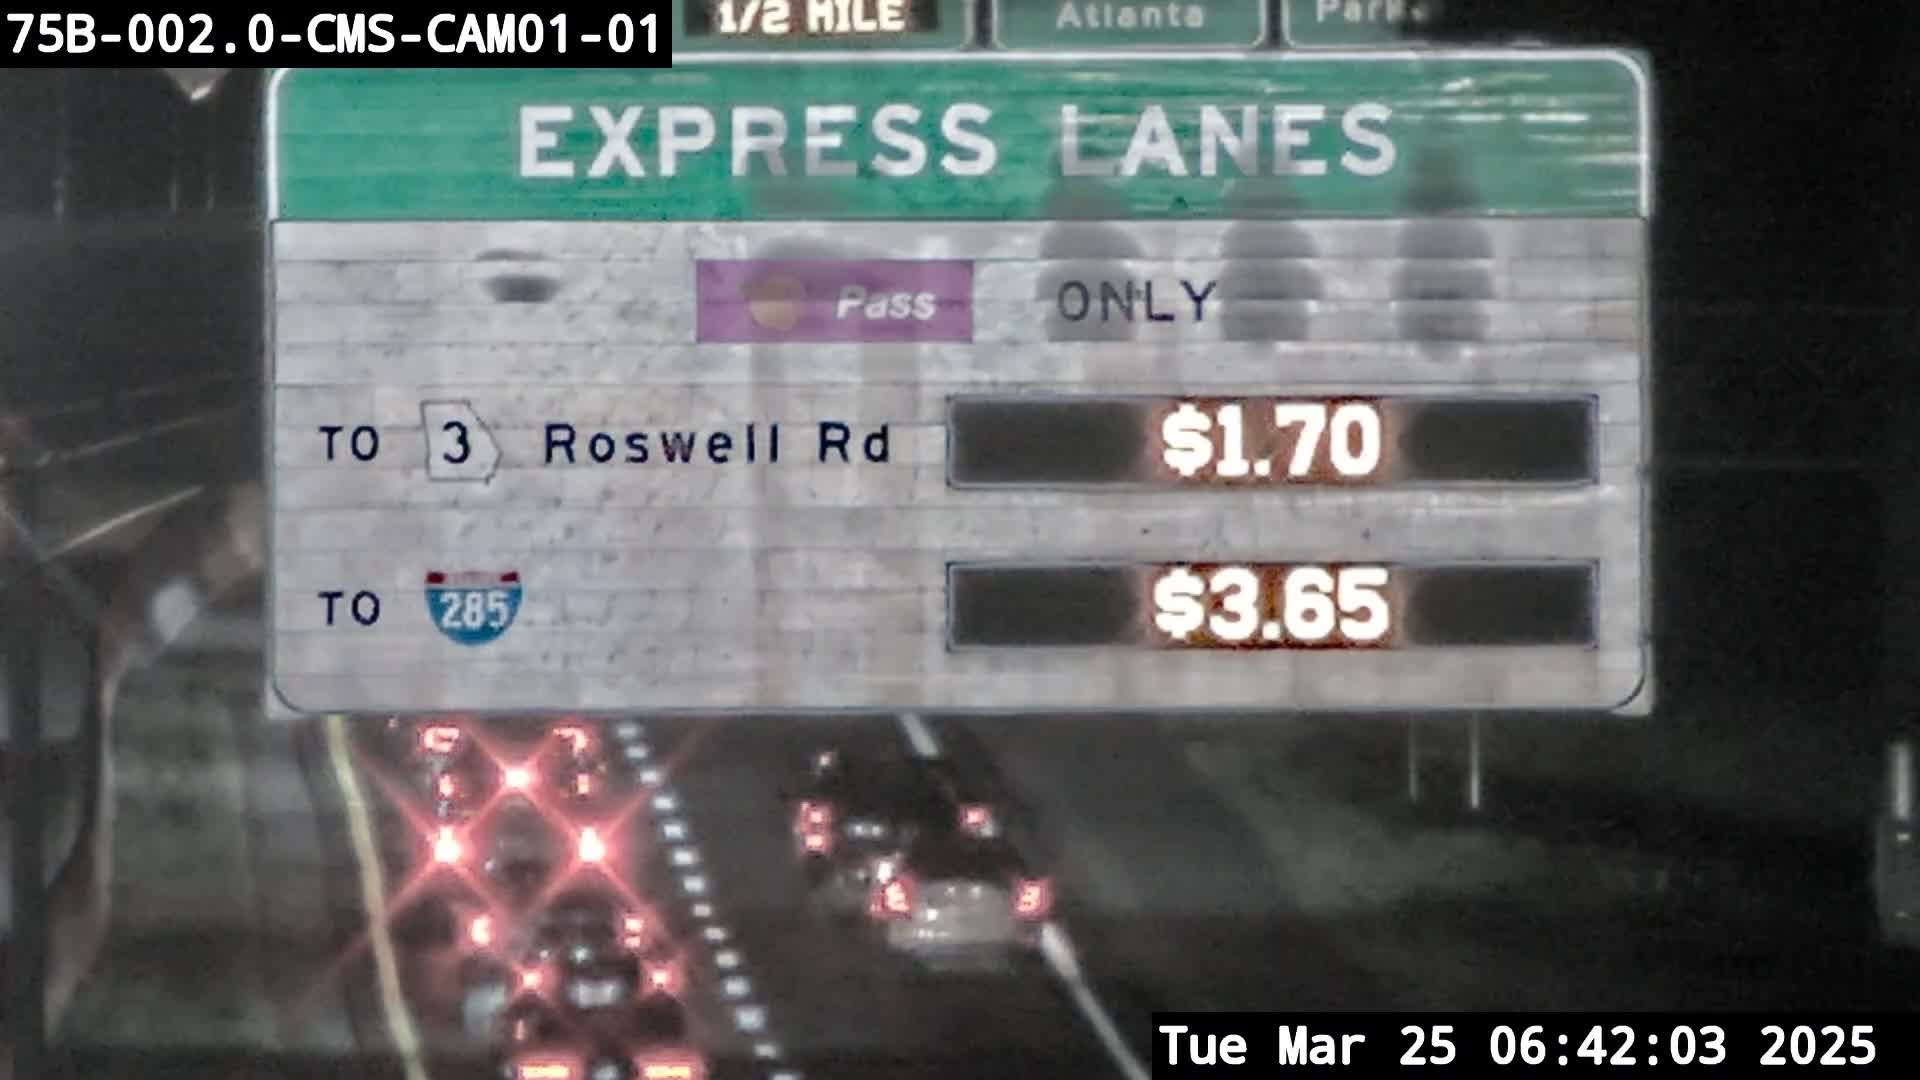 75B-002.0-CMS-CAM01-01
1/2 MILE
Atlanta
EXPRESS LANES
Pass ONLY
TO 3 Roswell Rd $1.70
TO 285 $3.65
Tue Mar 25 06:42:03 2025